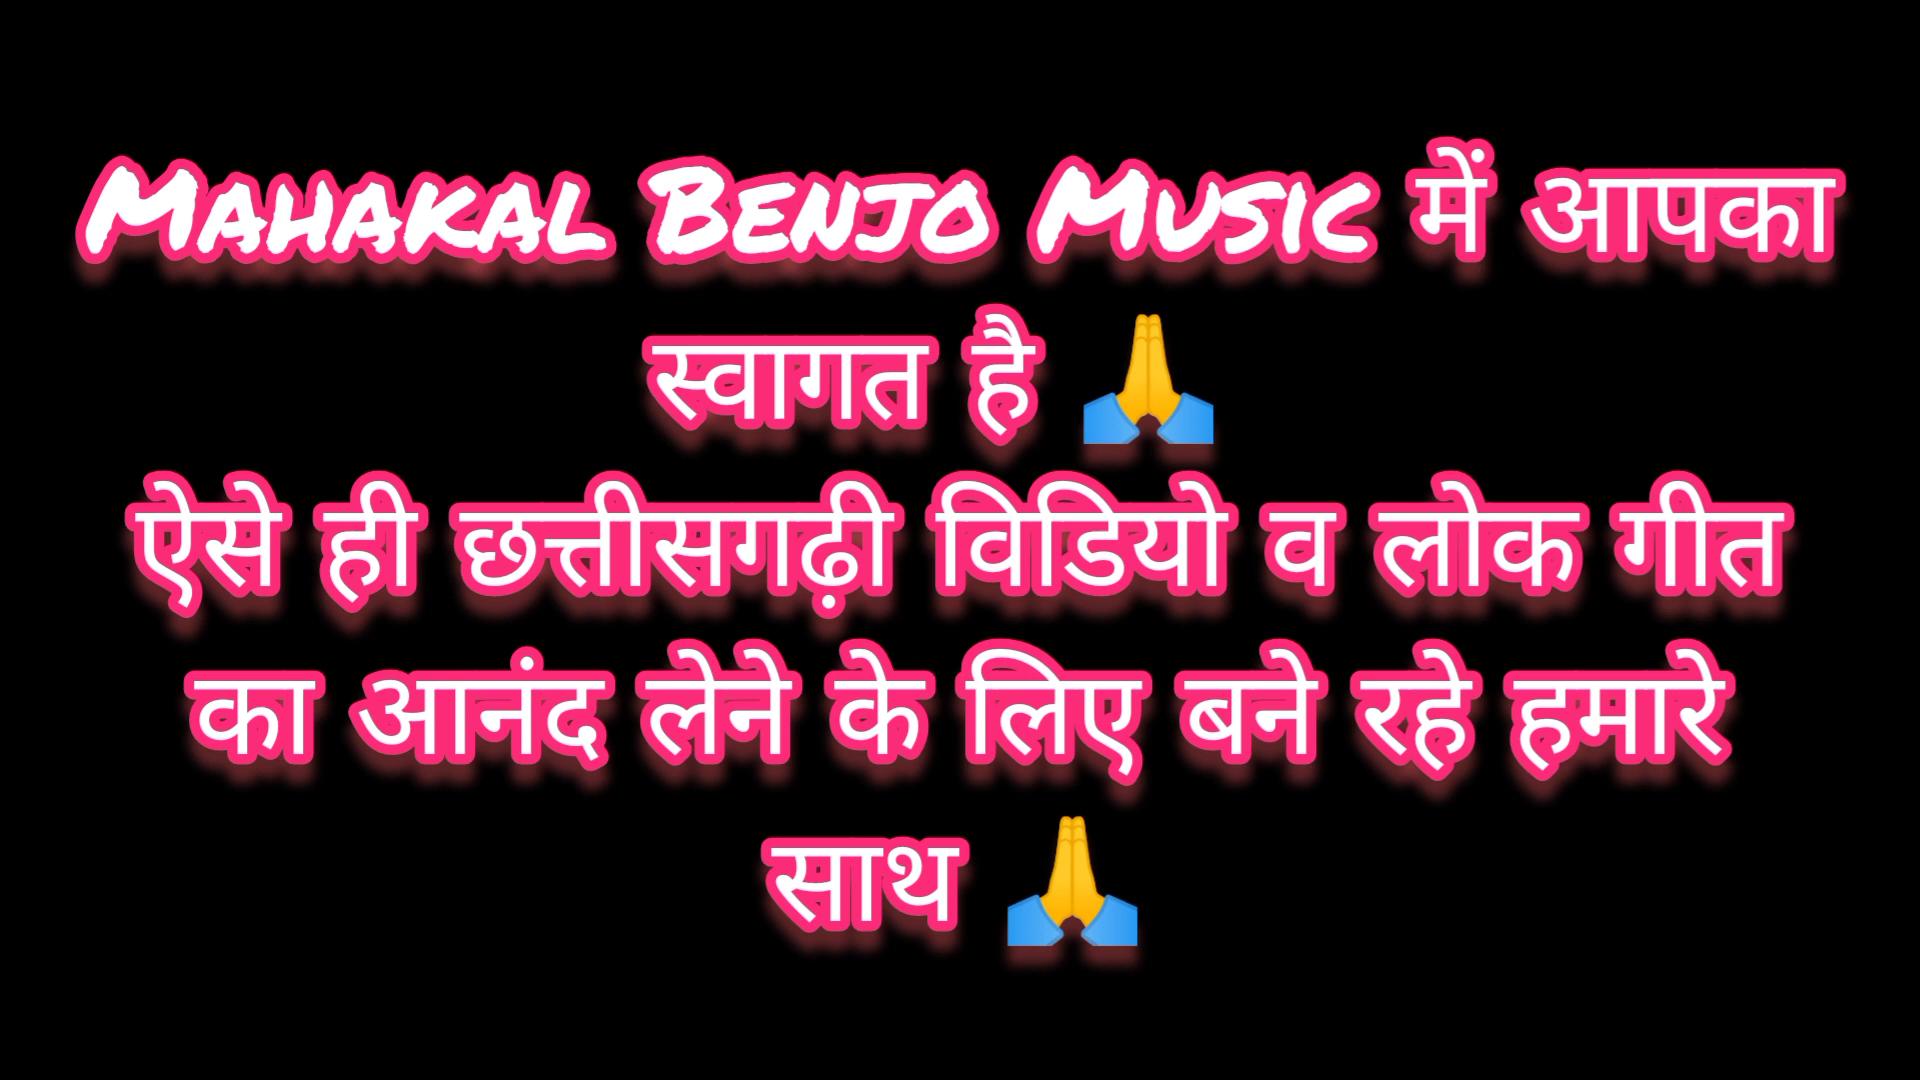 Mahakal Benjo Music में आपका
स्वागत है 🙏
ऐसे ही छत्तीसगढ़ी विडियो व लोक गीत
का आनंद लेने के लिए बने रहे हमारे
साथ 🙏